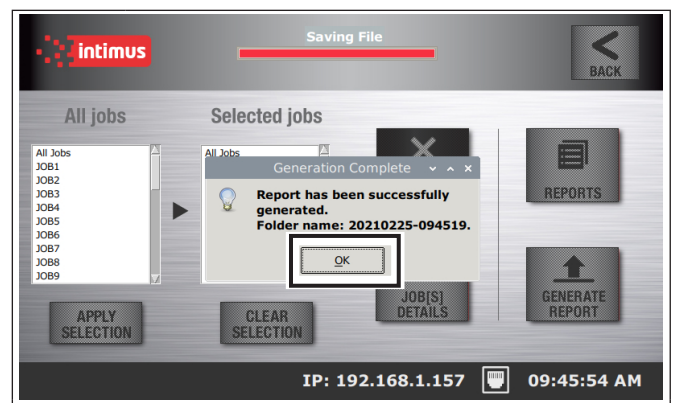 intimus
Saving File
BACK
All jobs
Selected jobs
All Jobs
JOB1
JOB2
JOB3
JOB4
JOB5
JOB6
JOB7
JOB8
JOB9
All Jobs
Generation Complete
Report has been successfully
generated.
Folder name: 20210225-094519.
OK
REPORTS
APPLY
SELECTION
CLEAR
SELECTION
JOB[S]
DETAILS
GENERATE
REPORT
IP: 192.168.1.157
09:45:54 AM